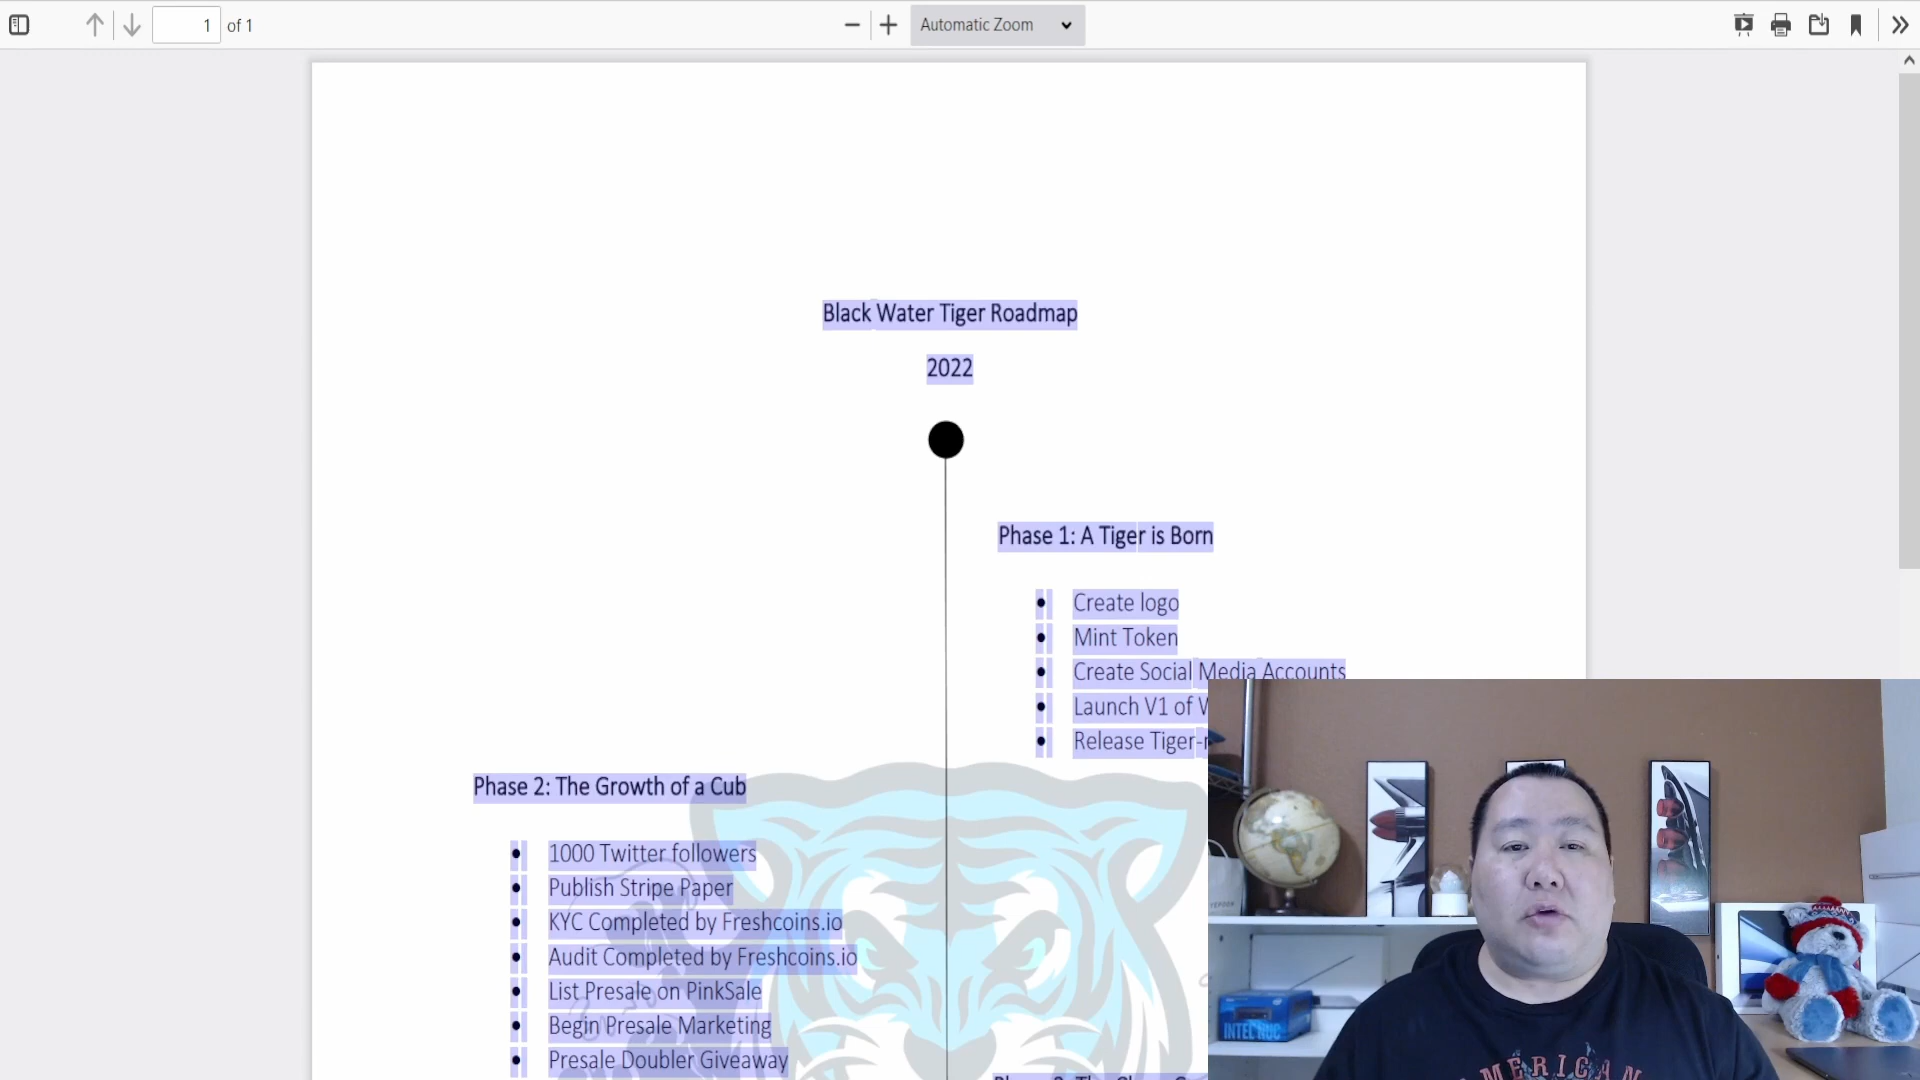 1 of 1
Automatic Zoom
Black Water Tiger Roadmap
2022
Phase 1: A Tiger is Born
• Create logo
• Mint Token
• Create Social Media Accounts
• Launch V1 of
• Release
Phase 2: The Growth of a Cub
• 1000 Twitter followers
• Publish Stripe Paper
• KYC Completed by Freshcoins.io
• Audit Completed by Freshcoins.io
• List Presale on PinkSale
• Begin Presale Marketing
• Presale Doubler Giveaway
INTEL NUC
AMERICAN